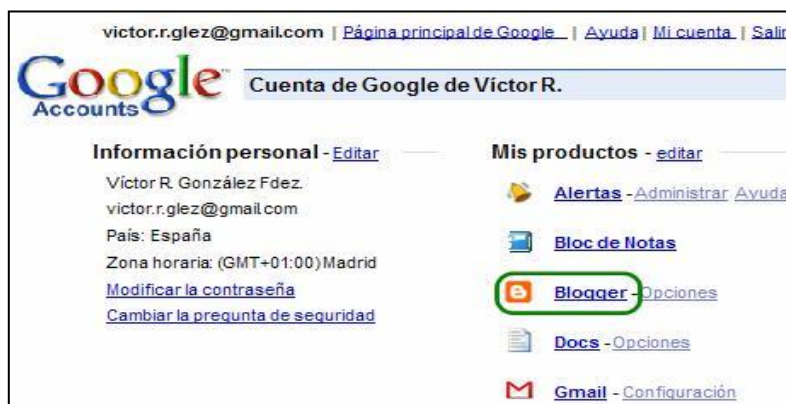 victor.r.glez@gmail.com | Página principal de Google | Ayuda | Mi cuenta | Salir
Google™
Accounts
Cuenta de Google de Víctor R.
Información personal - Editar
Víctor R. González Fdez.
victor.r.glez@gmail.com
País: España
Zona horaria: (GMT+01:00) Madrid
Modificar la contraseña
Cambiar la pregunta de seguridad
Mis productos - editar
Alertas - Administrar Ayuda
Bloc de Notas
Blogger - Opciones
Docs - Opciones
Gmail - Configuración